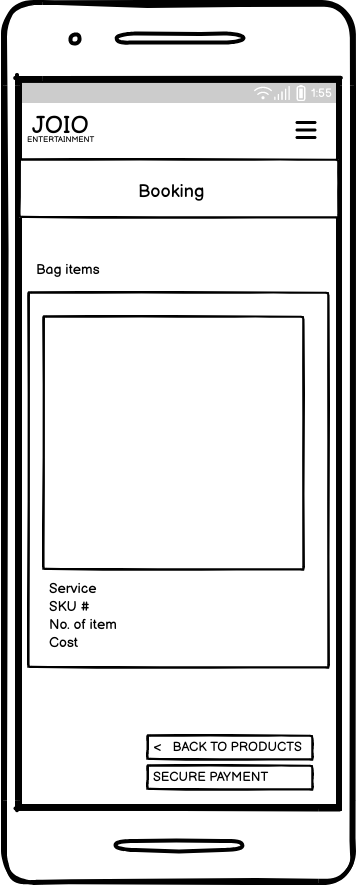 1:55
JOIO
ENTERTAINMENT
Booking
Bag items
Service
SKU #
No. of item
Cost
< BACK TO PRODUCTS
SECURE PAYMENT